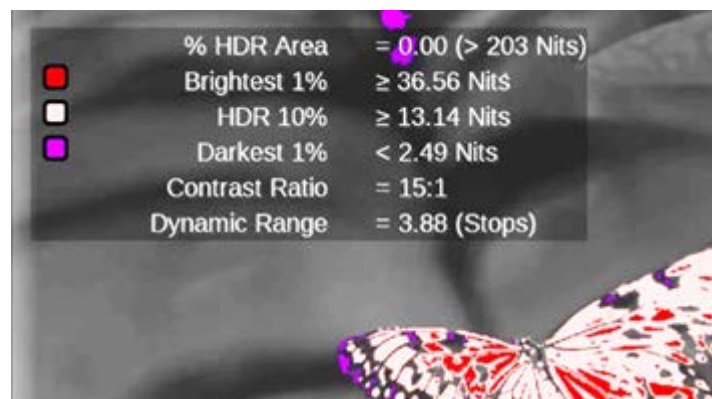 % HDR Area = 0.00 (> 203 Nits)
Brightest 1% ≥ 36.56 Nits
HDR 10% ≥ 13.14 Nits
Darkest 1% < 2.49 Nits
Contrast Ratio = 15:1
Dynamic Range = 3.88 (Stops)